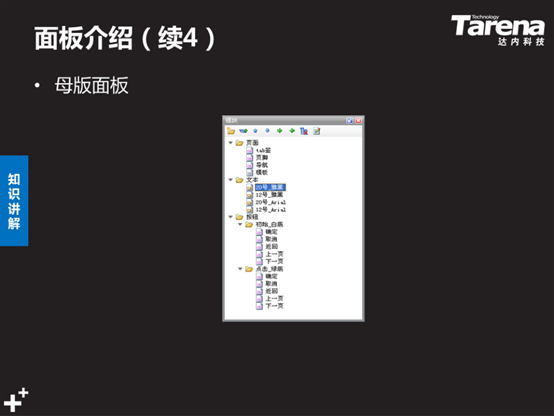 面板介绍（续4）
Technology
Tarena
达内科技
• 母版面板
知识讲解
模块
页面
tab签
页脚
导航
模板
文本
20号_雅黑
12号_雅黑
20号_Arial
12号_Arial
按钮
初始_白底
确定
取消
返回
上一页
下一页
点击_绿底
确定
取消
返回
上一页
下一页